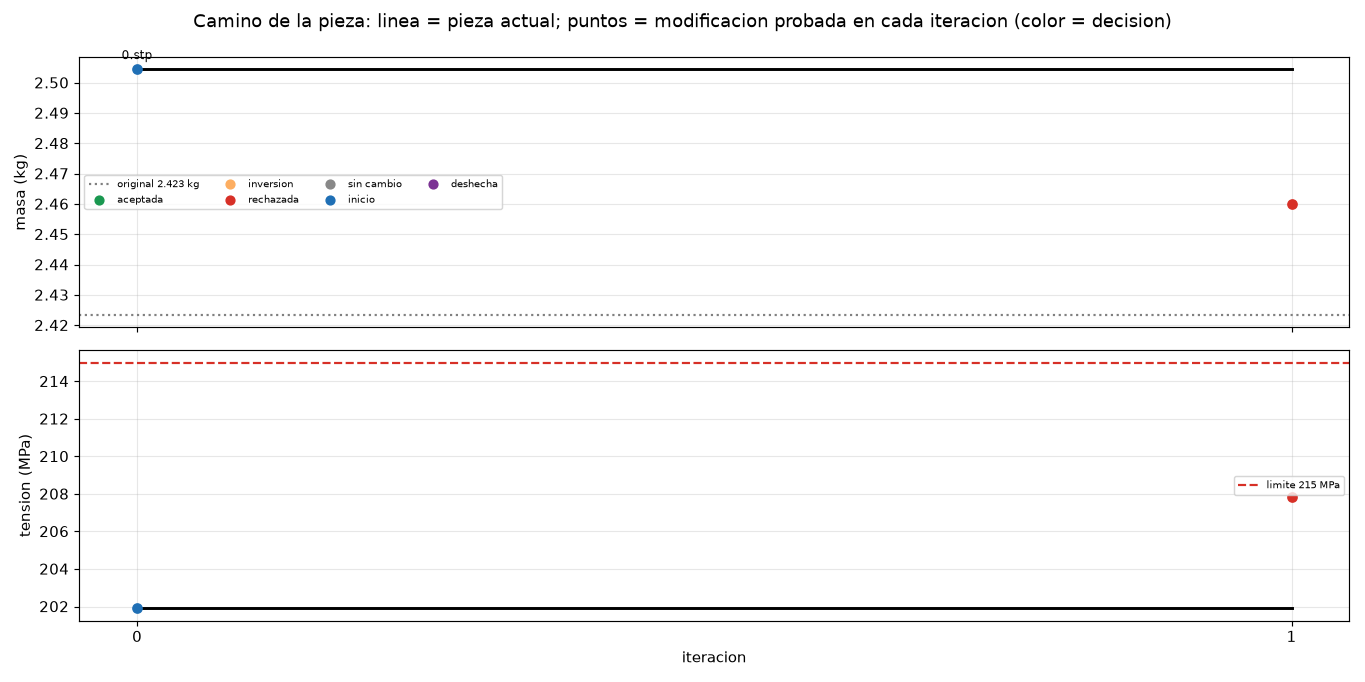 Camino de la pieza: linea = pieza actual; puntos = modificacion probada en cada iteracion (color = decision)
0.stp
2.50
2.49
2.48
2.47
2.46
2.45
2.44
2.43
2.42
masa (kg)
original 2.423 kg
aceptada
inversion
rechazada
sin cambio
inicio
deshecha
214
212
210
208
206
204
202
tension (MPa)
limite 215 MPa
0
1
iteracion